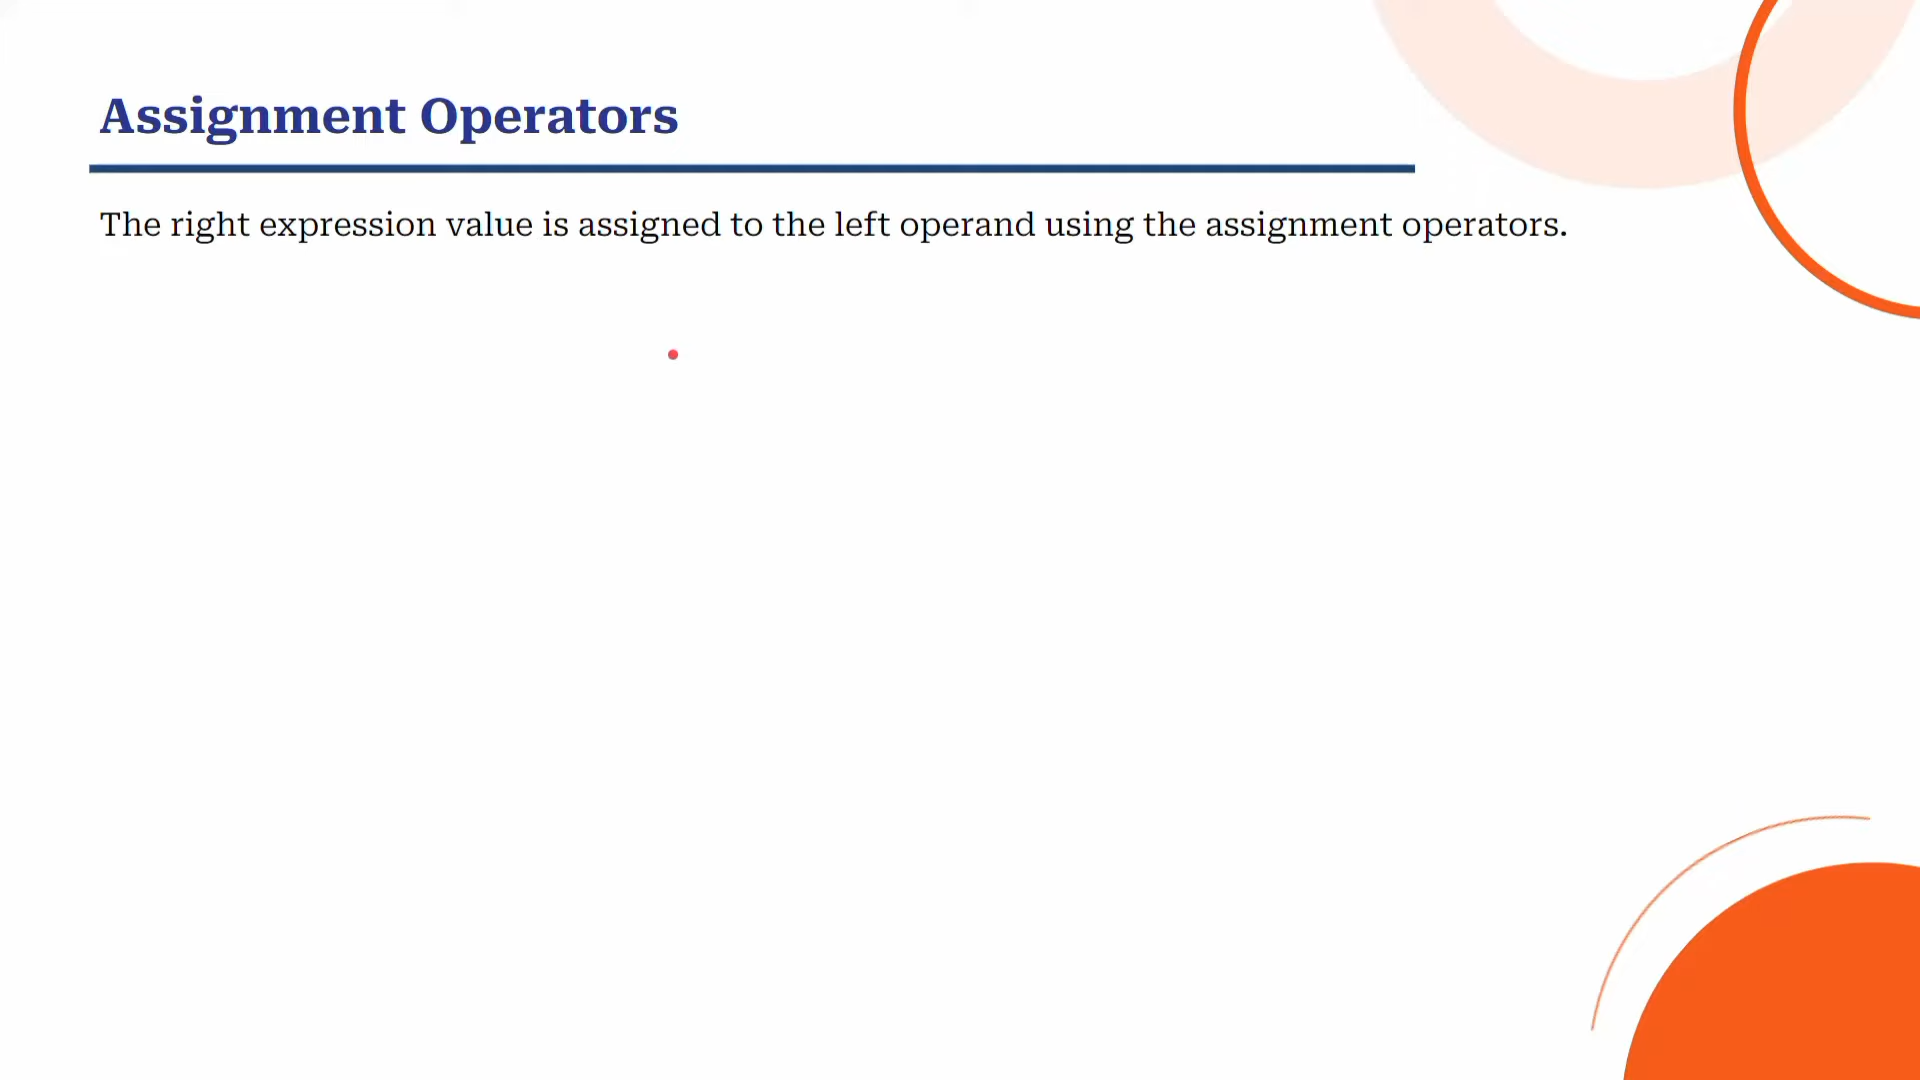 Assignment Operators
The right expression value is assigned to the left operand using the assignment operators.